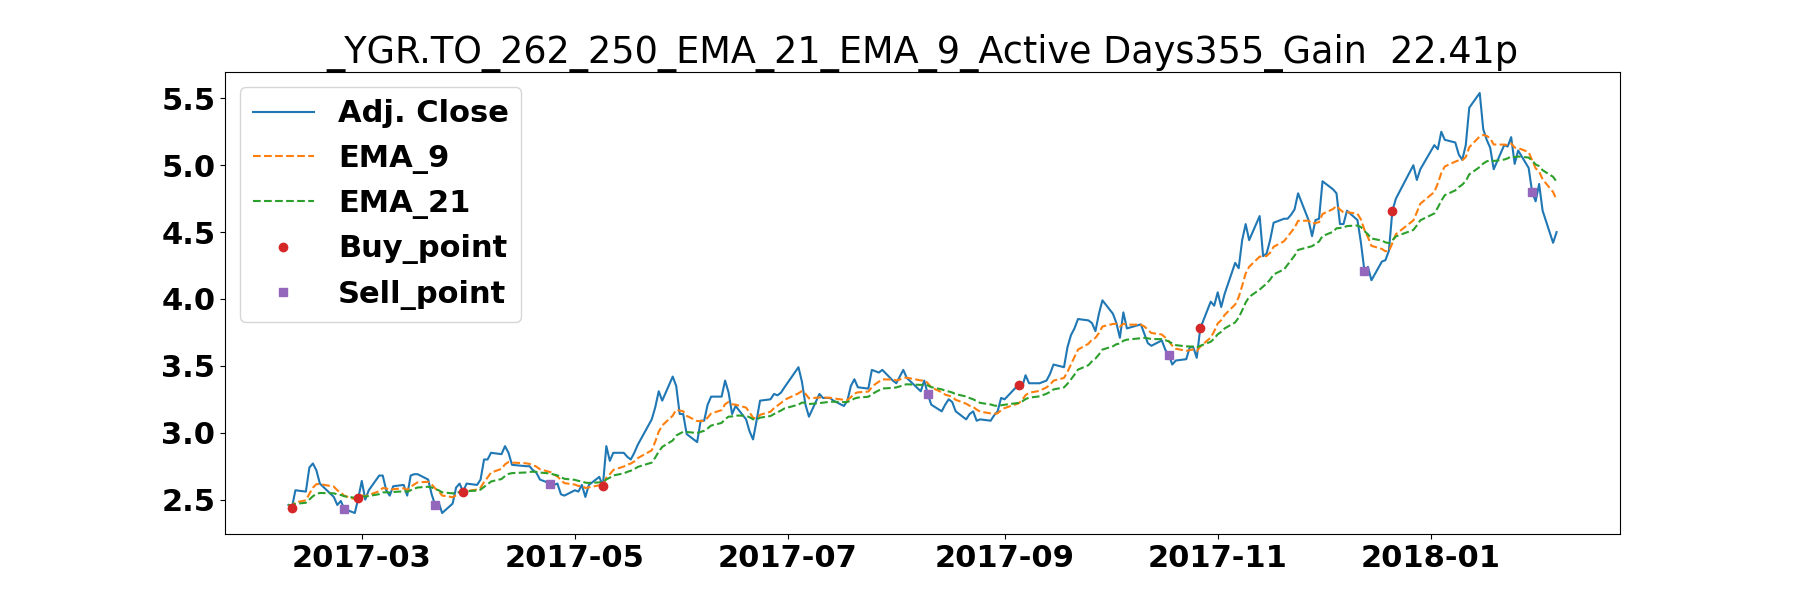 _YGR.TO_262_250_EMA_21_EMA_9_Active Days355_Gain  22.41p
5.5
5.0
4.5
4.0
3.5
3.0
2.5
Adj. Close
EMA_9
EMA_21
Buy_point
Sell_point
2017-03 2017-05 2017-07 2017-09 2017-11 2018-01